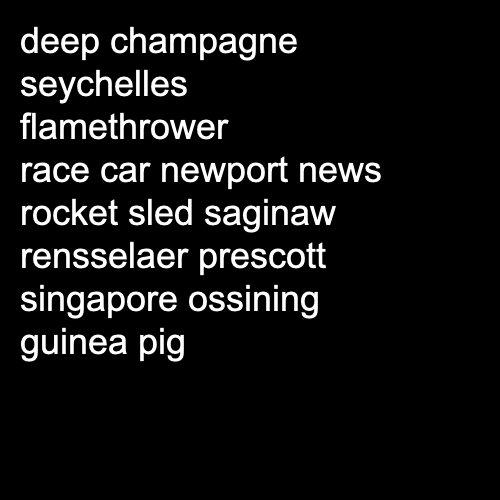 deep champagne
seychelles
flamethrower
race car newport news
rocket sled saginaw
rensselaer prescott
singapore ossining
guinea pig